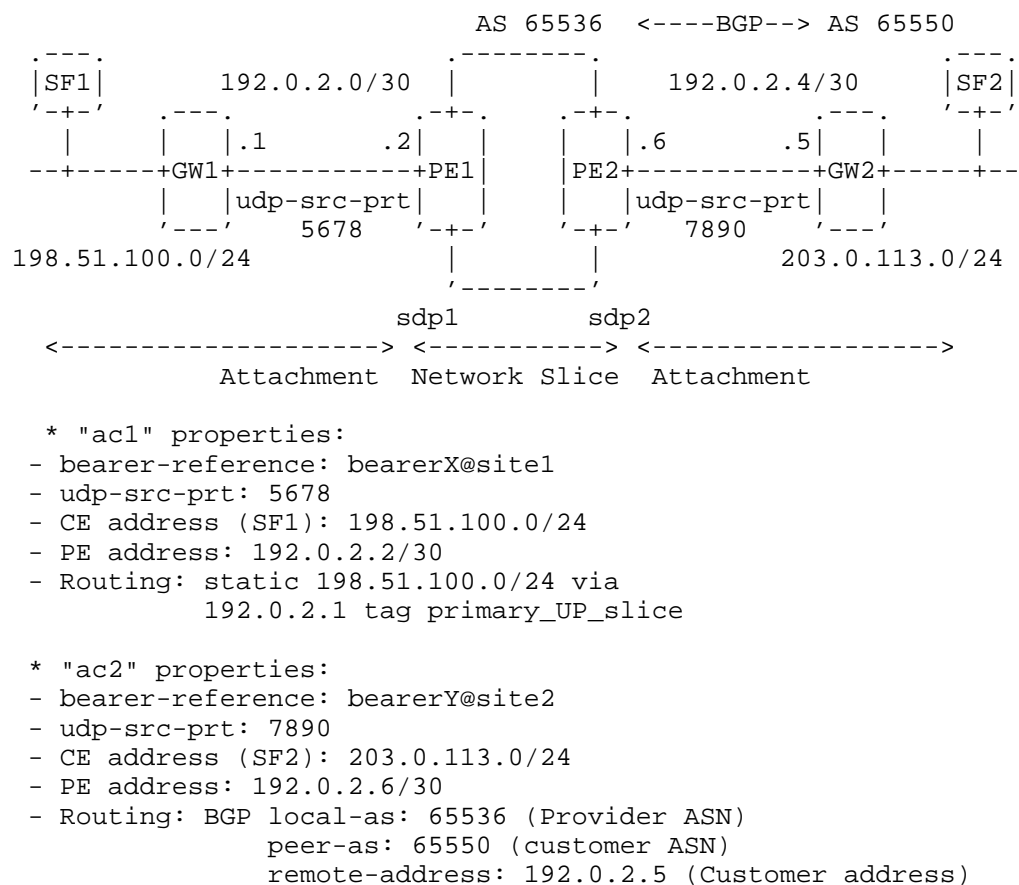 AS 65536  <----BGP--> AS 65550
 .---.                      .--------.                      .---.
 |SF1|       192.0.2.0/30  |        |    192.0.2.4/30      |SF2|
 '-+-'   .---.             .-+-.    .-+-.             .---.   '-+-'
   |     |   |.1         .2|   |    |   |.6         .5|   |     |
 --+-----+GW1+-----------+PE1|    |PE2+-----------+GW2+-----+--
         |   |udp-src-prt|   |    |   |udp-src-prt|   |
         '---'    5678   '-+-'    '-+-'   7890    '---'
198.51.100.0/24            |        |           203.0.113.0/24
                           '--------'
                        sdp1        sdp2
  <--------------------> <-----------> <------------------->
             Attachment  Network Slice  Attachment
* "ac1" properties:
- bearer-reference: bearerX@site1
- udp-src-prt: 5678
- CE address (SF1): 198.51.100.0/24
- PE address: 192.0.2.2/30
- Routing: static 198.51.100.0/24 via
           192.0.2.1 tag primary_UP_slice
* "ac2" properties:
- bearer-reference: bearerY@site2
- udp-src-prt: 7890
- CE address (SF2): 203.0.113.0/24
- PE address: 192.0.2.6/30
- Routing: BGP local-as: 65536 (Provider ASN)
               peer-as: 65550 (customer ASN)
               remote-address: 192.0.2.5 (Customer address)